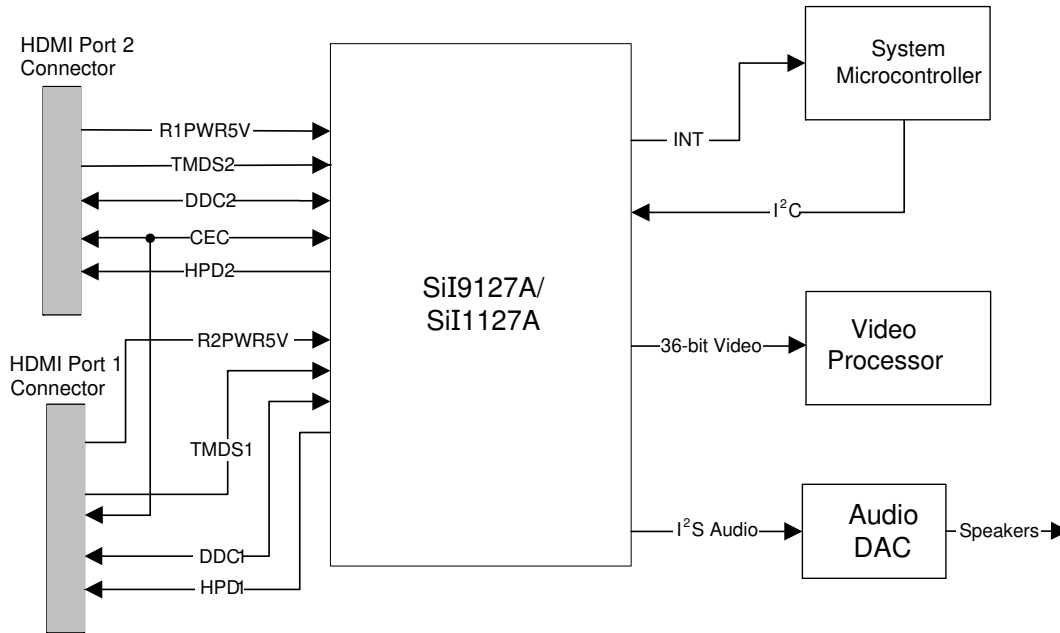 HDMI Port 2
Connector
R1PWR5V
TMDS2
DDC2
CEC
HPD2
HDMI Port 1
Connector
R2PWR5V
TMDS1
DDC1
HPD1
SiI9127A/
SiI1127A
INT
I²C
System
Microcontroller
36-bit Video
Video
Processor
I²S Audio
Audio
DAC
Speakers